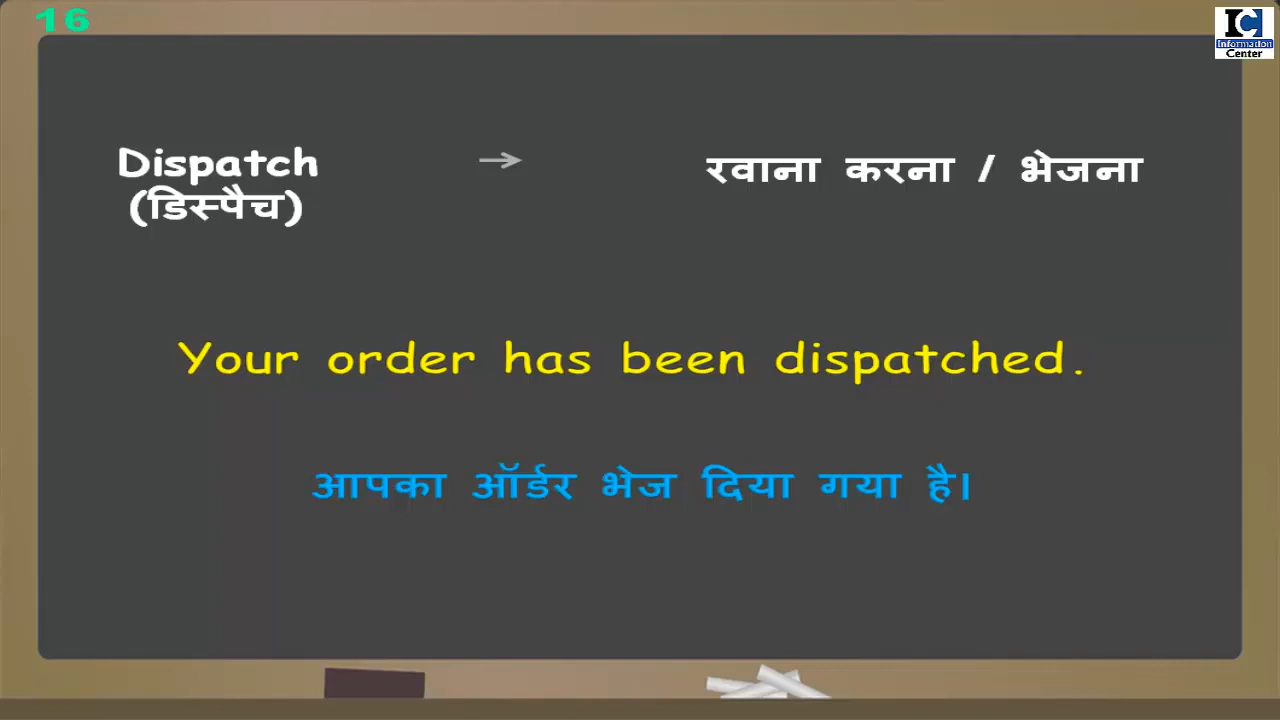 16
IC
Information
Center
Dispatch → रवाना करना / भेजना
(डिस्पैच)
Your order has been dispatched.
आपका ऑर्डर भेज दिया गया है।